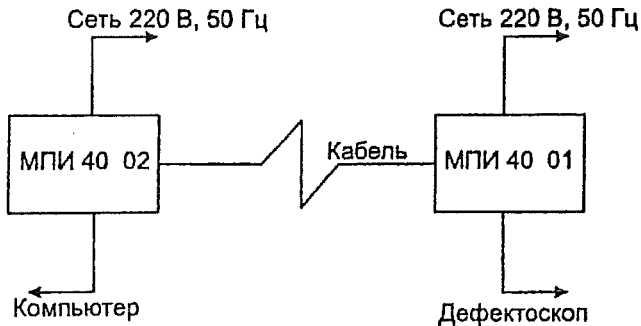 Сеть 220 В, 50 Гц
Сеть 220 В, 50 Гц
МПИ 40 02
Кабель
МПИ 40 01
Компьютер
Дефектоскоп